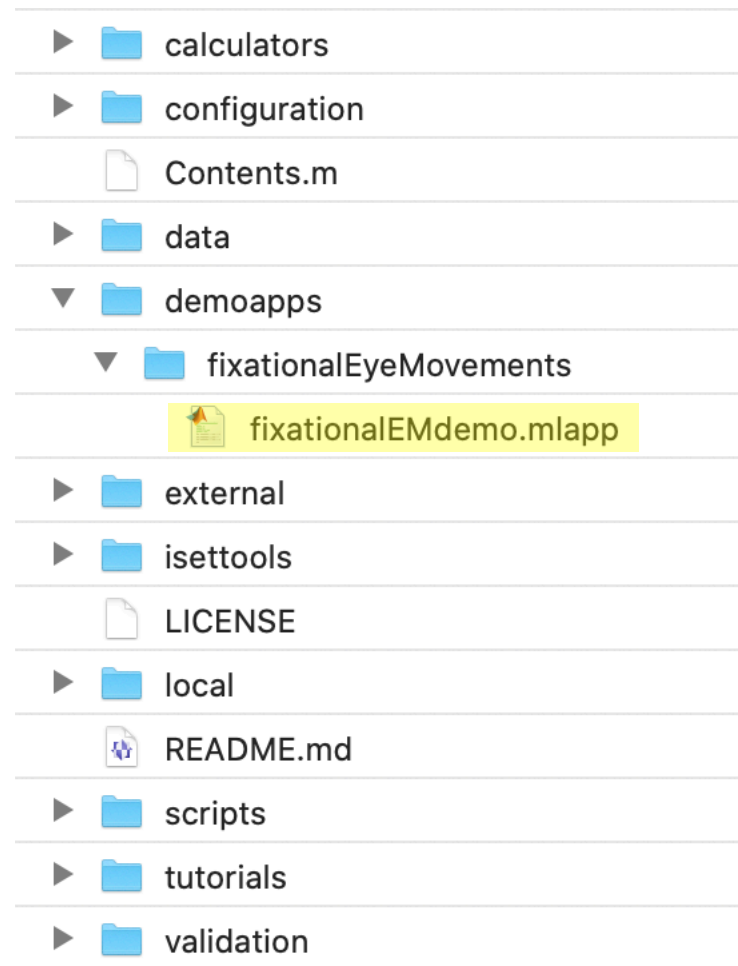 calculators
configuration
Contents.m
data
demoapps
fixationalEyeMovements
fixationalEMdemo.mlapp
external
isettools
LICENSE
local
README.md
scripts
tutorials
validation